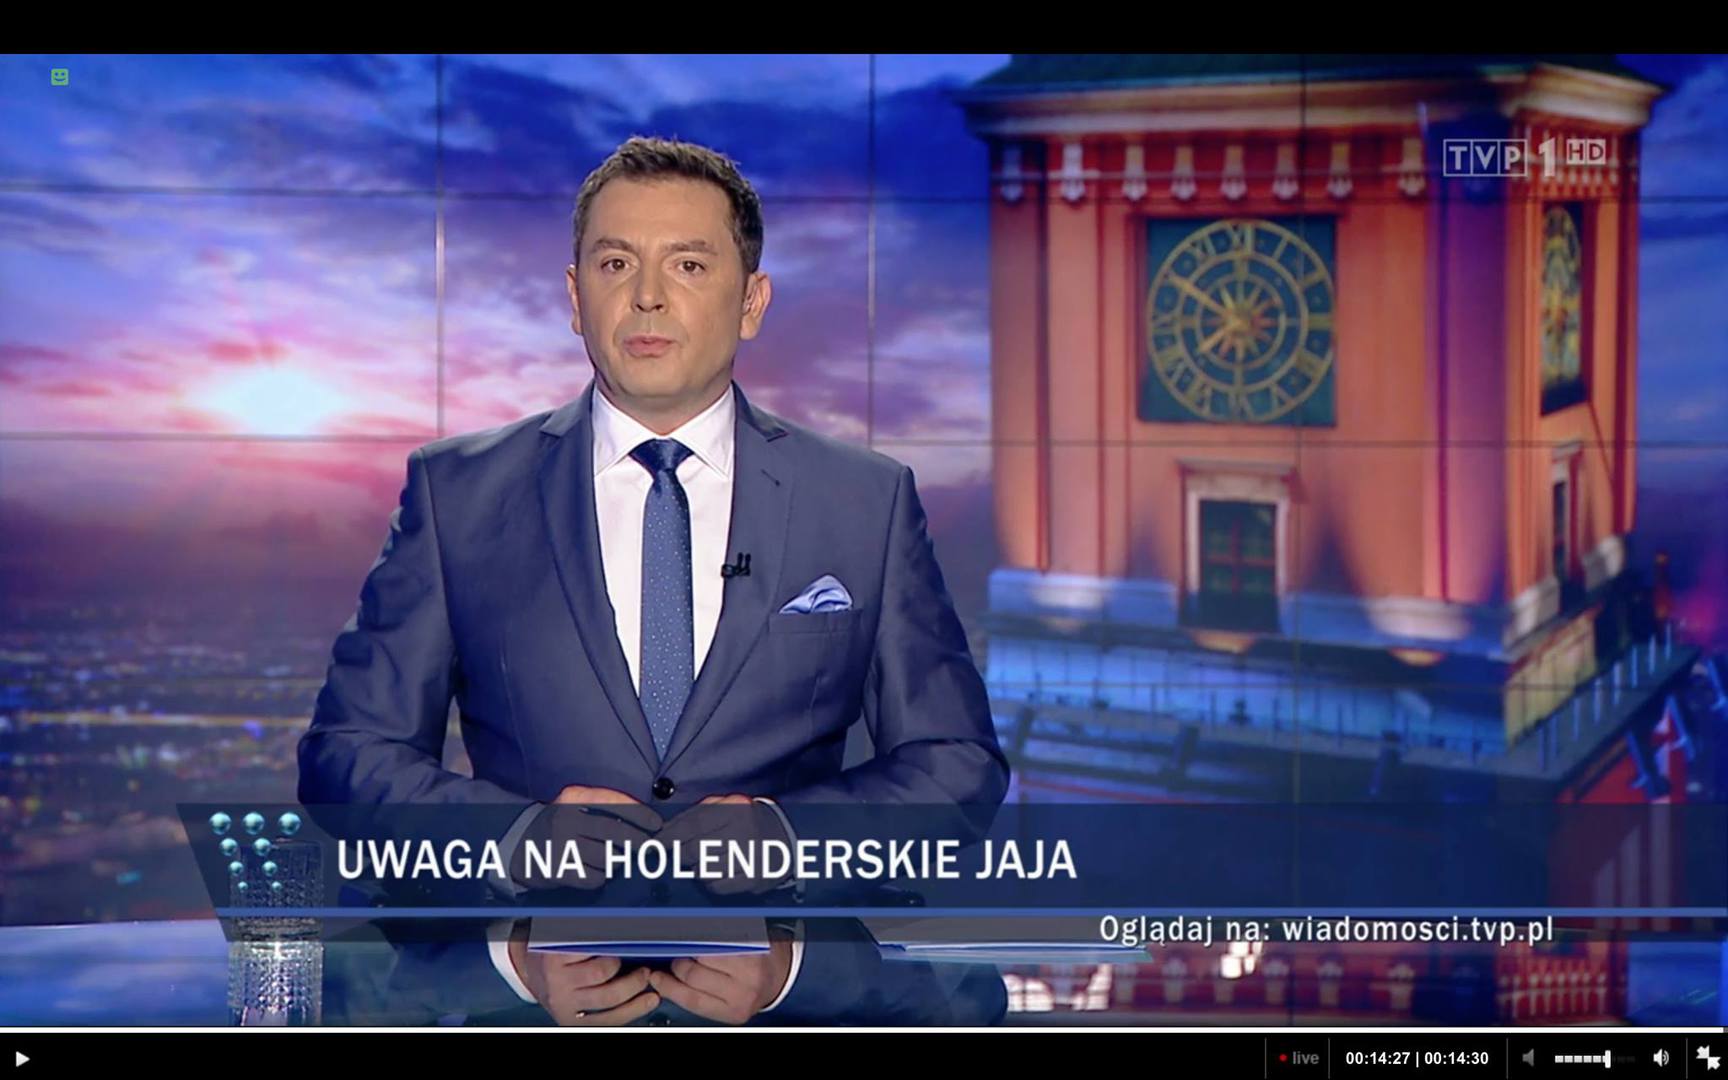 TVP 1 HD
UWAGA NA HOLENDERSKIE JAJA
Oglądaj na: wiadomosci.tvp.pl
live 00:14:27 | 00:14:30